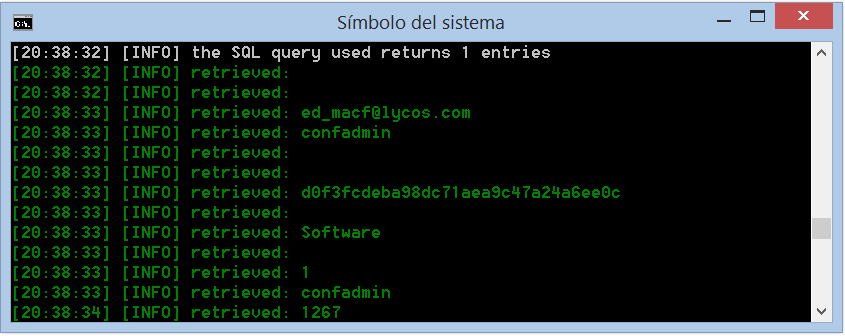 Símbolo del sistema
[20:38:32] [INFO] the SQL query used returns 1 entries
[20:38:32] [INFO] retrieved:
[20:38:32] [INFO] retrieved:
[20:38:33] [INFO] retrieved: ed_macf@lycos.com
[20:38:33] [INFO] retrieved: confadmin
[20:38:33] [INFO] retrieved:
[20:38:33] [INFO] retrieved:
[20:38:33] [INFO] retrieved: d0f3fcdeba98dc71aea9c47a24a6ee0c
[20:38:33] [INFO] retrieved:
[20:38:33] [INFO] retrieved: Software
[20:38:33] [INFO] retrieved:
[20:38:33] [INFO] retrieved: 1
[20:38:33] [INFO] retrieved: confadmin
[20:38:34] [INFO] retrieved: 1267